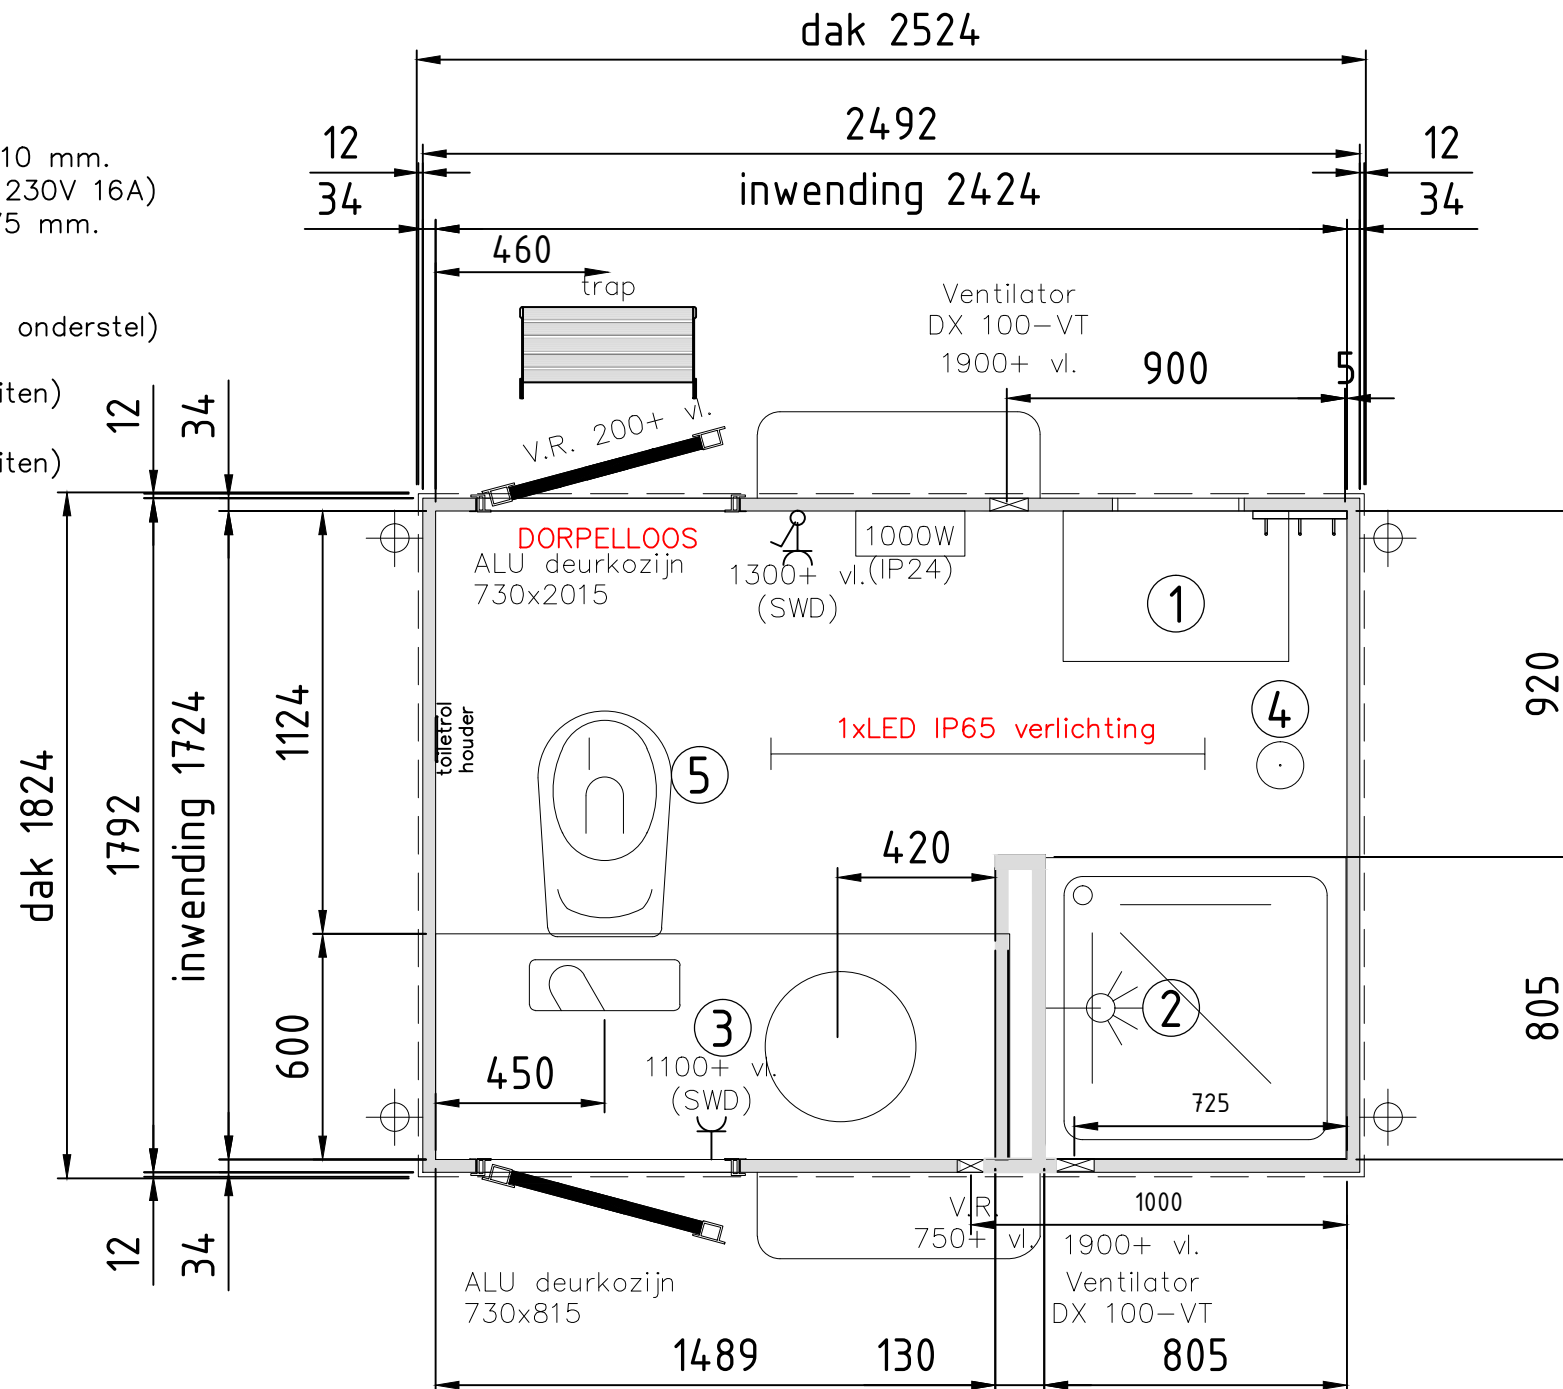 dak 2524
2492
inwending 2424
12
34
12
34
10 mm.
230V 16A)
75 mm.
onderstel)
iten)
iten)
460
trap
Ventilator
DX 100-VT
1900+ vl.
900
5
12
34
V.R. 200+ vl.
DORPELLOOS
ALU deurkozijn
730x2015
1300+ vl.
(SWD)
1000W
(IP24)
1
4
1xLED IP65 verlichting
toiletrol
houder
5
420
920
805
dak 1824
1792
inwending 1724
1124
600
2
3
1100+ vl.
(SWD)
450
725
1000
V.R.
750+ vl.
1900+ vl.
Ventilator
DX 100-VT
12
34
ALU deurkozijn
730x815
1489
130
805